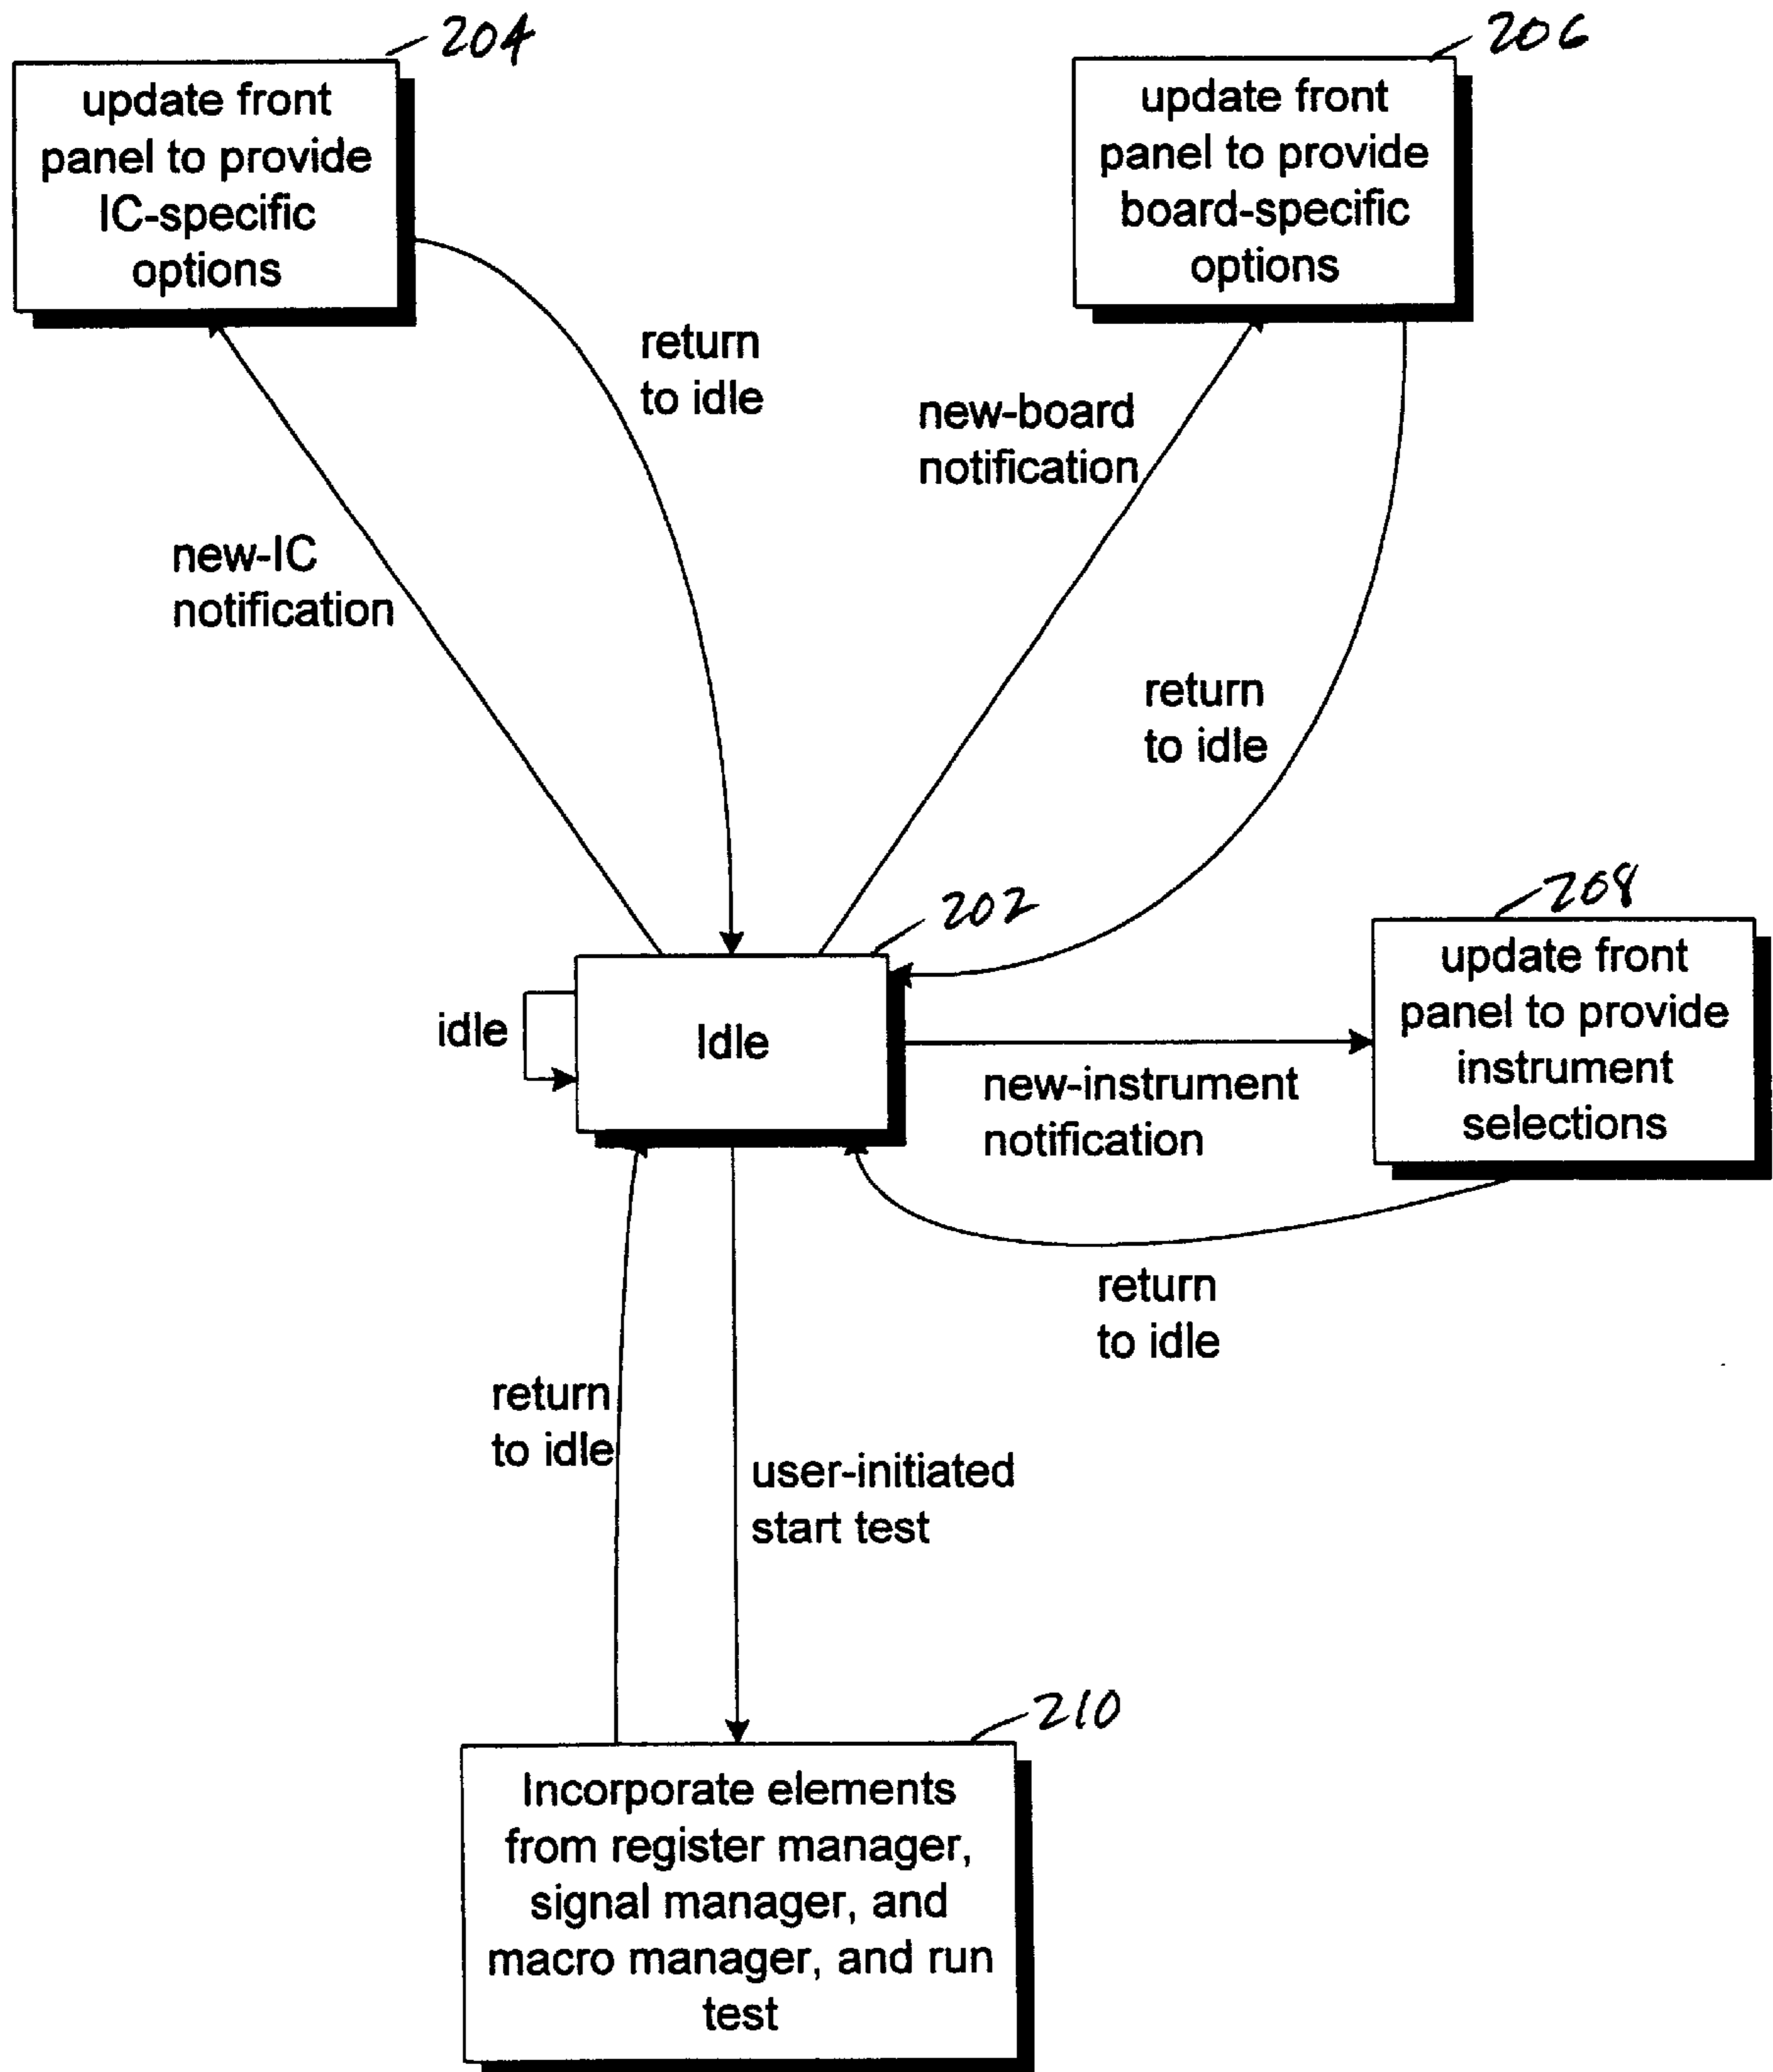 204
206
update front
panel to provide
IC-specific
options
update front
panel to provide
board-specific
options
return
to idle
new-board
notification
new-IC
notification
return
to idle
202
208
idle
Idle
update front
panel to provide
instrument
selections
new-instrument
notification
return
to idle
return
to idle
user-initiated
start test
210
Incorporate elements
from register manager,
signal manager, and
macro manager, and run
test